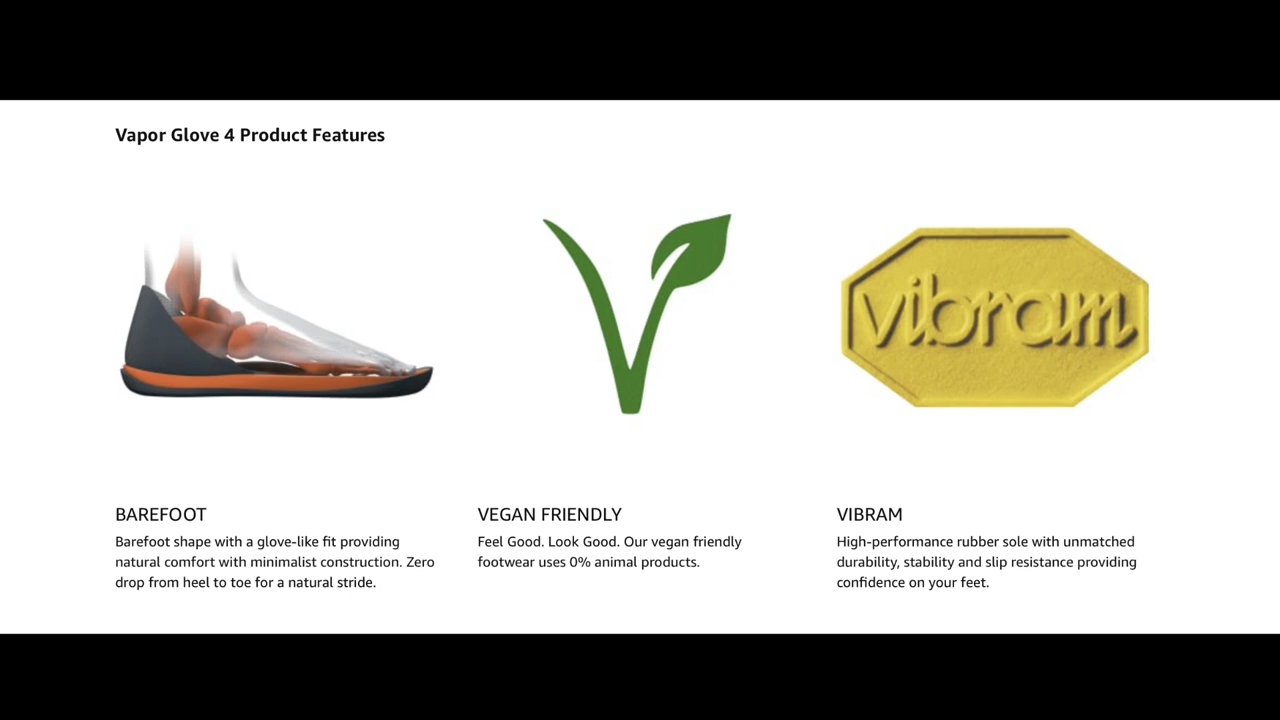 Vapor Glove 4 Product Features
vibram
BAREFOOT
Barefoot shape with a glove-like fit providing
natural comfort with minimalist construction. Zero
drop from heel to toe for a natural stride.
VEGAN FRIENDLY
Feel Good. Look Good. Our vegan friendly
footwear uses 0% animal products.
VIBRAM
High-performance rubber sole with unmatched
durability, stability and slip resistance providing
confidence on your feet.